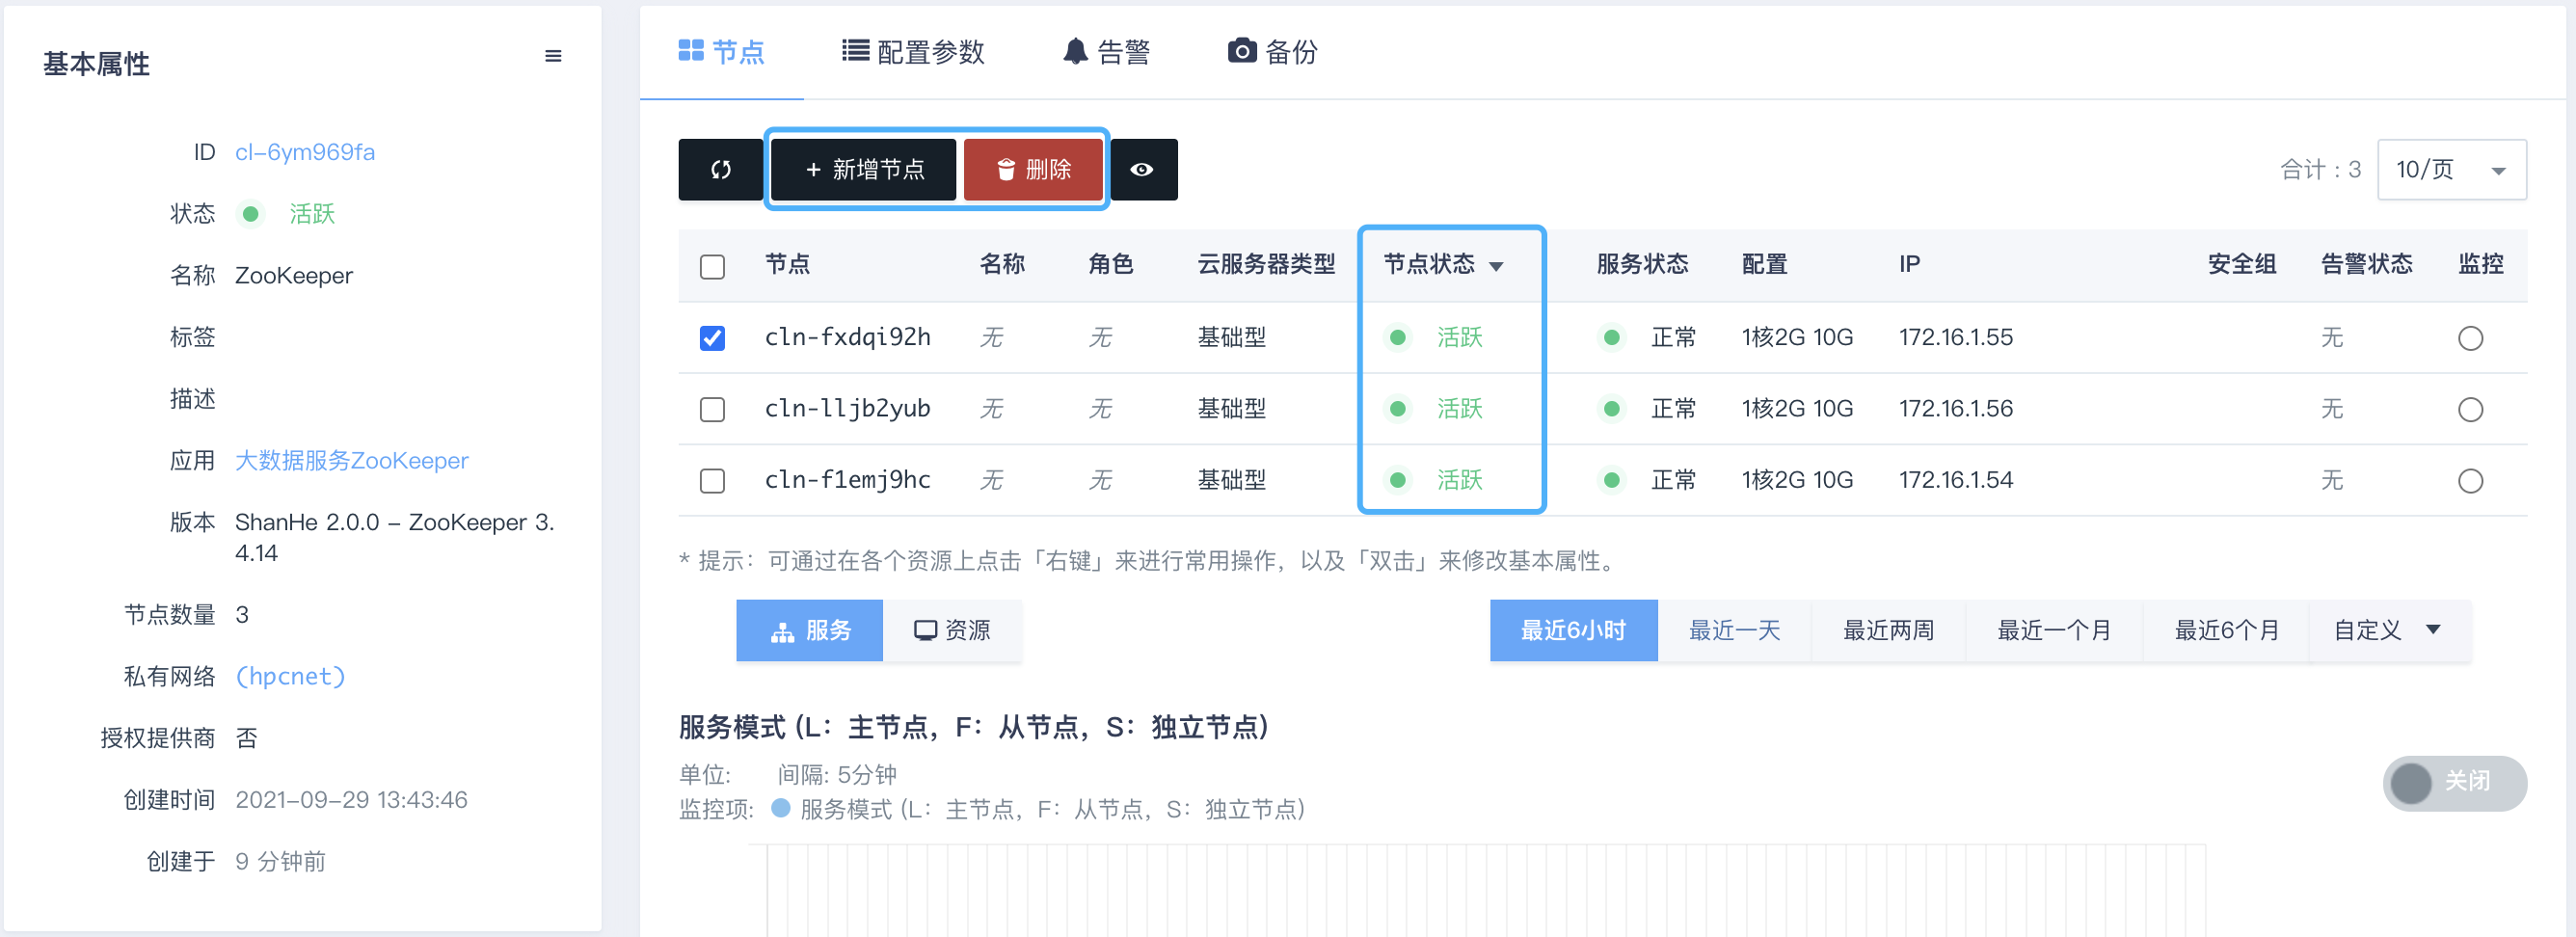 基本属性
ID cl-6ym969fa
状态 活跃
名称 ZooKeeper
标签
描述
应用 大数据服务ZooKeeper
版本 ShanHe 2.0.0 - ZooKeeper 3.
4.14
节点数量 3
私有网络 (hpcnet)
授权提供商 否
创建时间 2021-09-29 13:43:46
创建于 9 分钟前
节点 配置参数 告警 备份
+ 新增节点 删除 合计 : 3 10/页
节点 名称 角色 云服务器类型 节点状态 服务状态 配置 IP 安全组 告警状态 监控
cln-fxdqi92h 无 无 基础型 活跃 正常 1核2G 10G 172.16.1.55 无
cln-lljb2yub 无 无 基础型 活跃 正常 1核2G 10G 172.16.1.56 无
cln-f1emj9hc 无 无 基础型 活跃 正常 1核2G 10G 172.16.1.54 无
* 提示：可通过在各个资源上点击「右键」来进行常用操作，以及「双击」来修改基本属性。
服务 资源 最近6小时 最近一天 最近两周 最近一个月 最近6个月 自定义
服务模式 (L：主节点，F：从节点，S：独立节点)
单位: 间隔: 5分钟
关闭
监控项: 服务模式 (L：主节点，F：从节点，S：独立节点)